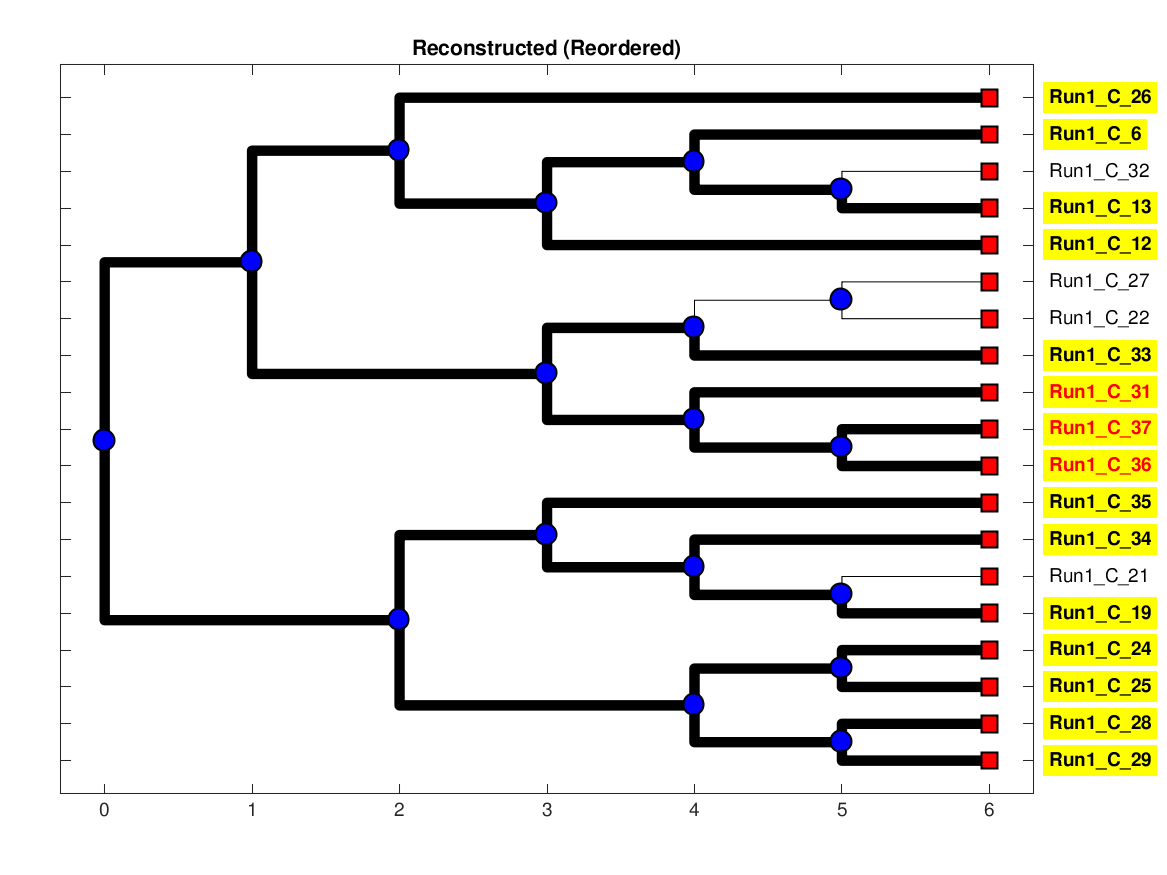 Reconstructed (Reordered)
Run1_C_26
Run1_C_6
Run1_C_32
Run1_C_13
Run1_C_12
Run1_C_27
Run1_C_22
Run1_C_33
Run1_C_31
Run1_C_37
Run1_C_36
Run1_C_35
Run1_C_34
Run1_C_21
Run1_C_19
Run1_C_24
Run1_C_25
Run1_C_28
Run1_C_29
0 1 2 3 4 5 6